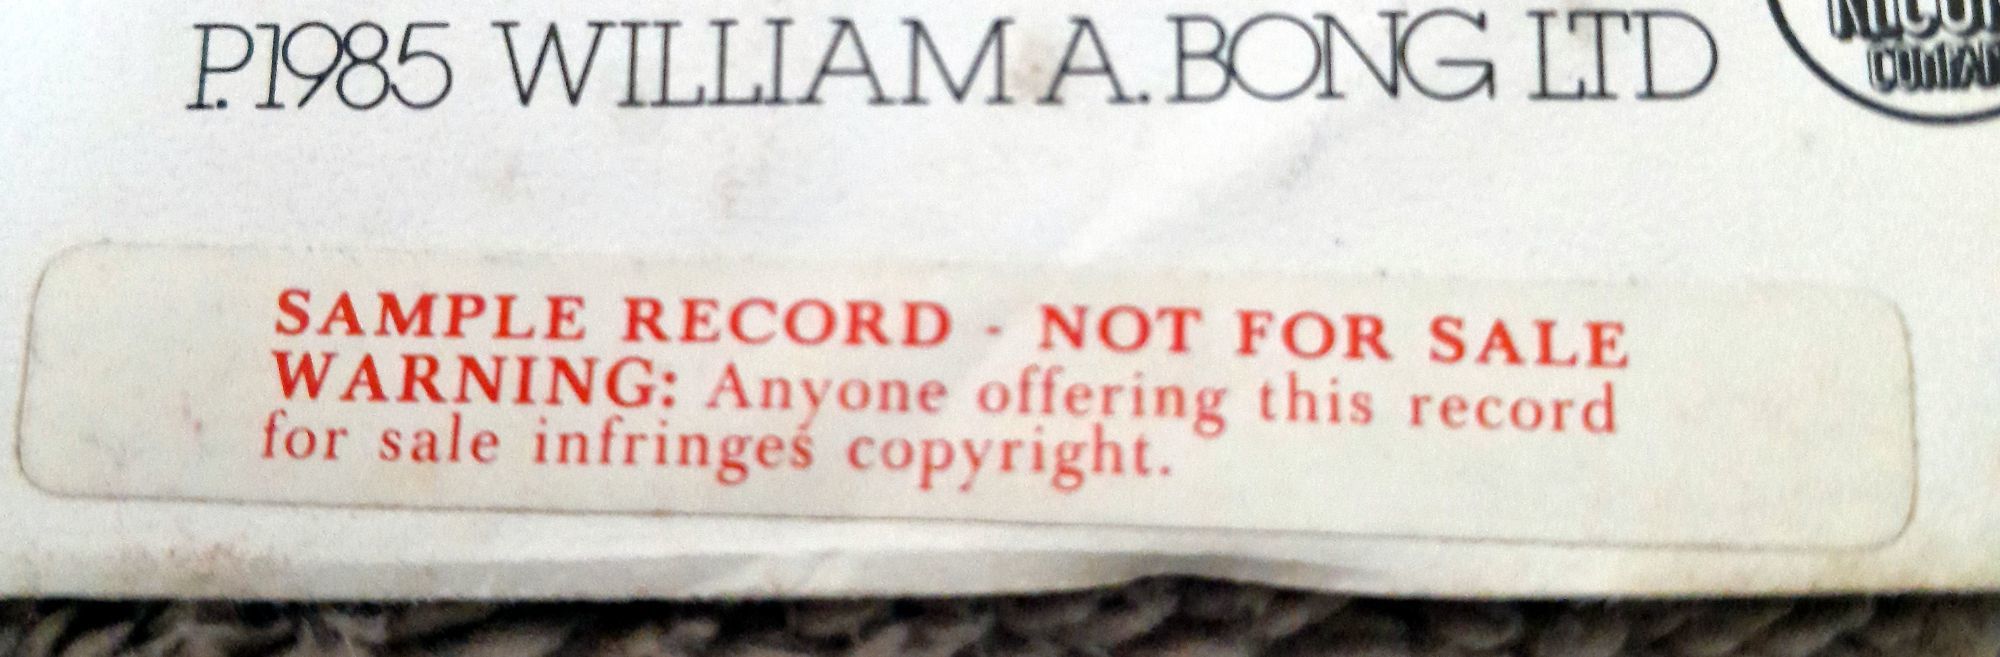 P.1985 WILLIAM A.BONG LTD
SAMPLE RECORD - NOT FOR SALE
WARNING: Anyone offering this record
for sale infringes copyright.